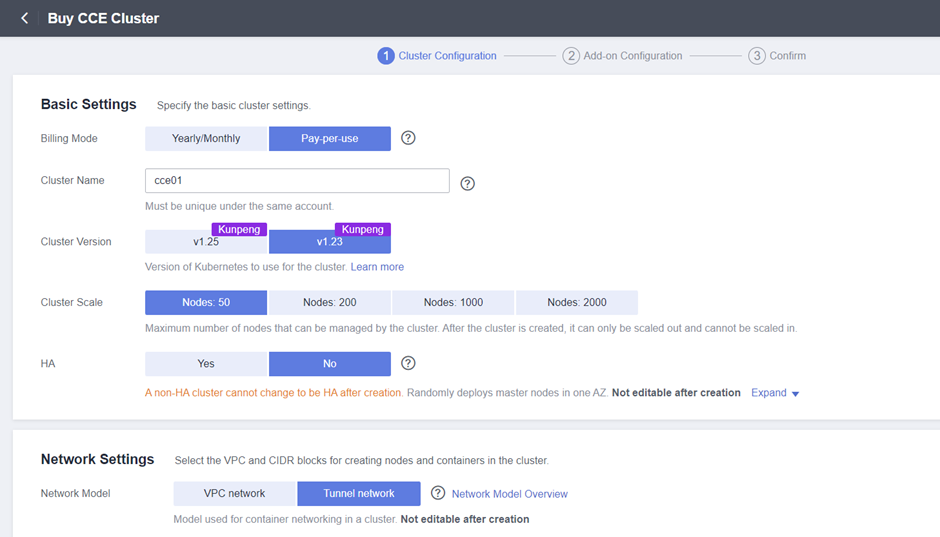 Buy CCE Cluster
1 Cluster Configuration 2 Add-on Configuration 3 Confirm
Basic Settings Specify the basic cluster settings.
Billing Mode Yearly/Monthly Pay-per-use ?
Cluster Name cce01 ?
Must be unique under the same account.
Kunpeng Kunpeng
Cluster Version v1.25 v1.23
Version of Kubernetes to use for the cluster. Learn more
Cluster Scale Nodes: 50 Nodes: 200 Nodes: 1000 Nodes: 2000
Maximum number of nodes that can be managed by the cluster. After the cluster is created, it can only be scaled out and cannot be scaled in.
HA Yes No ?
A non-HA cluster cannot change to be HA after creation. Randomly deploys master nodes in one AZ. Not editable after creation Expand
Network Settings Select the VPC and CIDR blocks for creating nodes and containers in the cluster.
Network Model VPC network Tunnel network ? Network Model Overview
Model used for container networking in a cluster. Not editable after creation